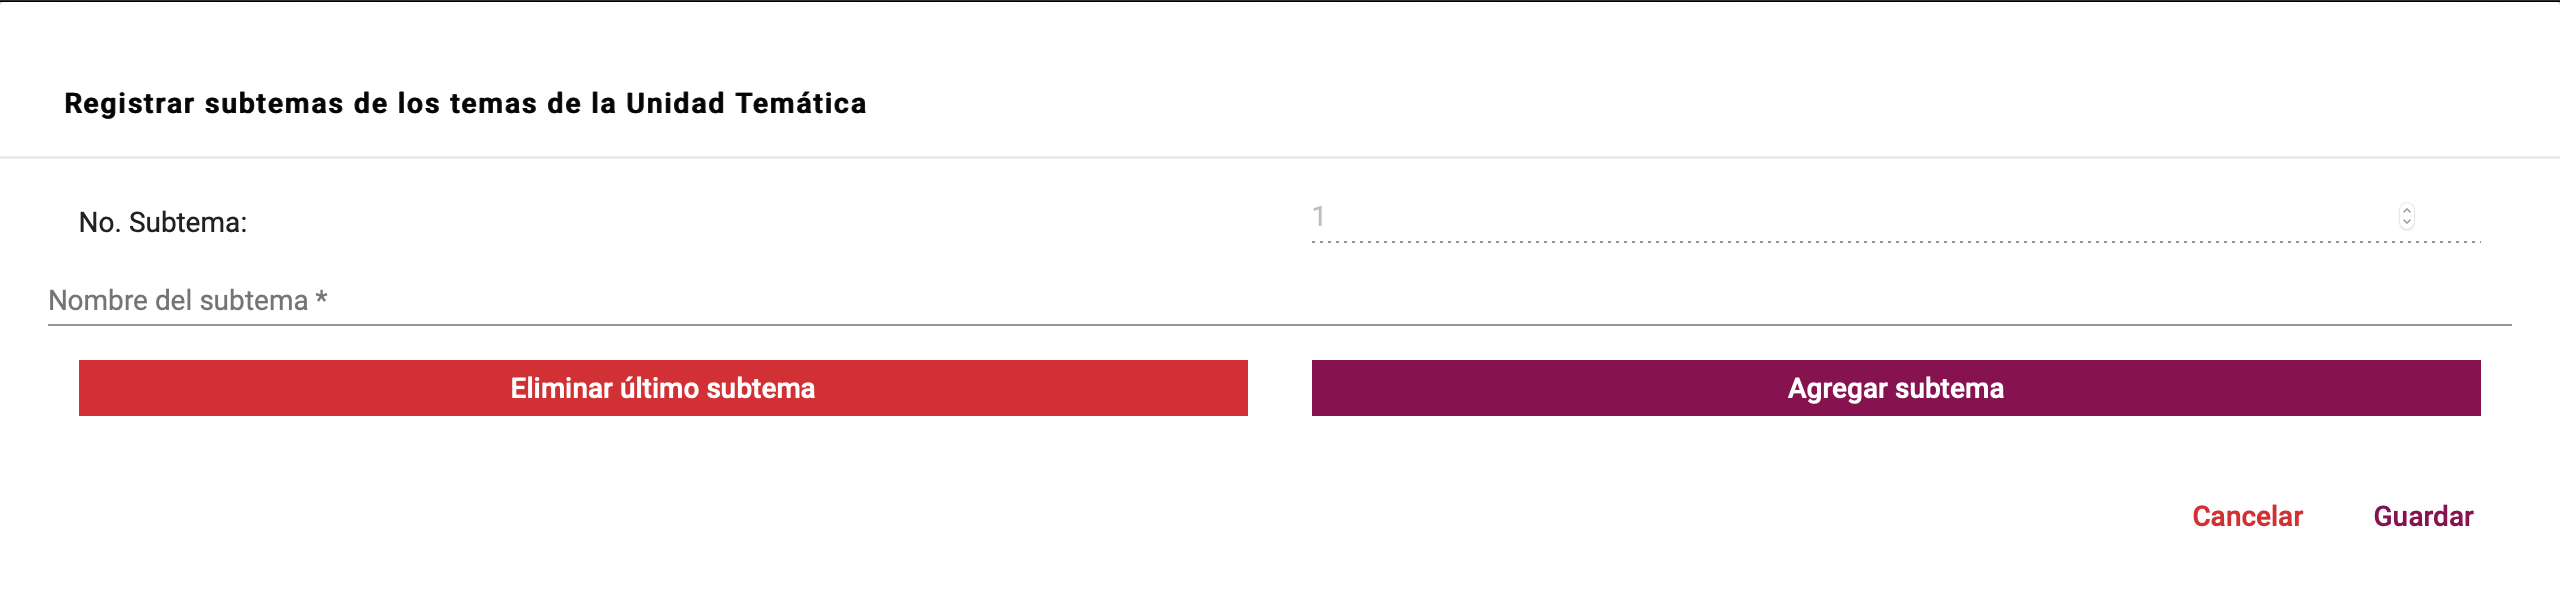 Registrar subtemas de los temas de la Unidad Temática
No. Subtema:
1
Nombre del subtema *
Eliminar último subtema
Agregar subtema
Cancelar
Guardar